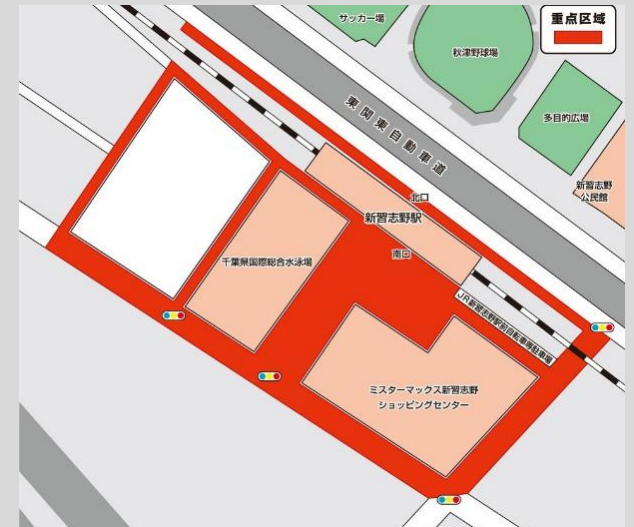 サッカー場
重点区域
秋津野球場
東関東自動車道
多目的広場
新習志野
公民館
北口
新習志野駅
南口
千葉県国際総合水泳場
JR新習志野駅前自転車等駐車場
ミスターマックス新習志野
ショッピングセンター